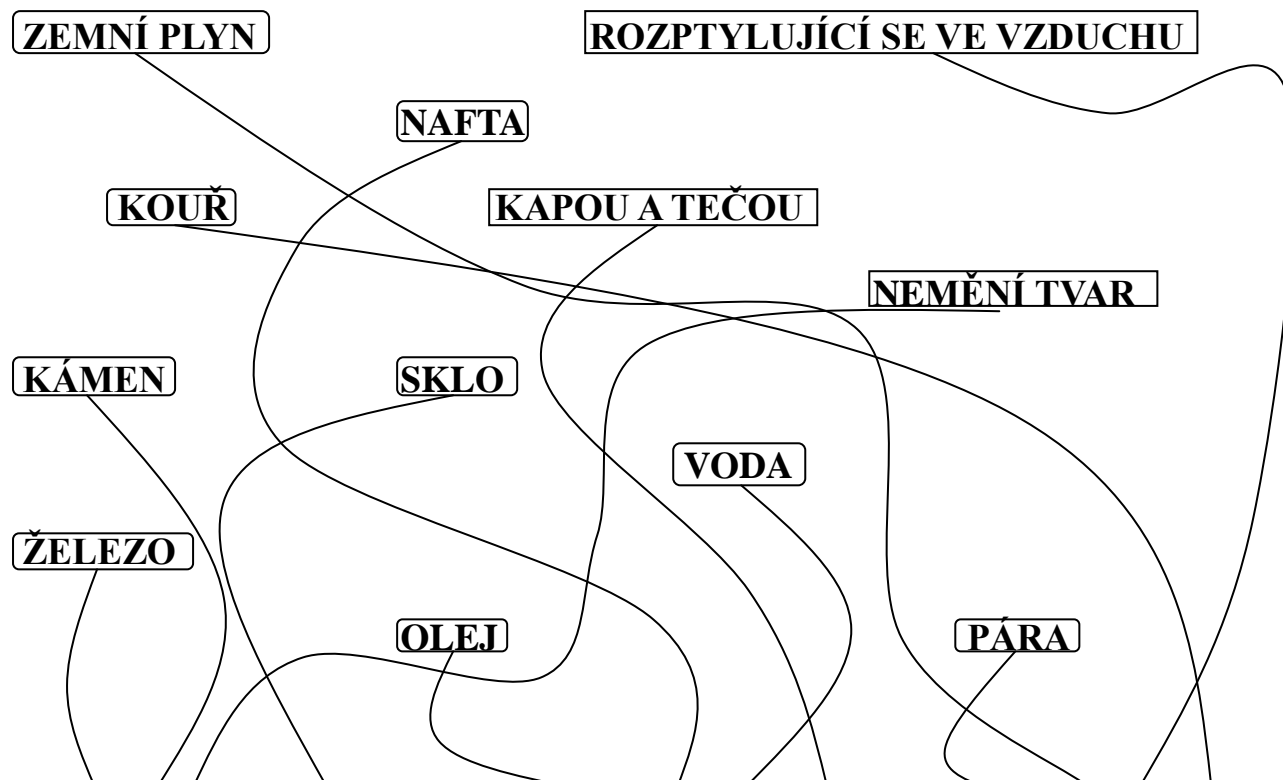 ZEMNÍ PLYN
ROZPTYLUJÍCÍ SE VE VZDUCHU
NAFTA
KOUŘ
KAPOU A TEČOU
NEMĚNÍ TVAR
KÁMEN
SKLO
VODA
ŽELEZO
OLEJ
PÁRA